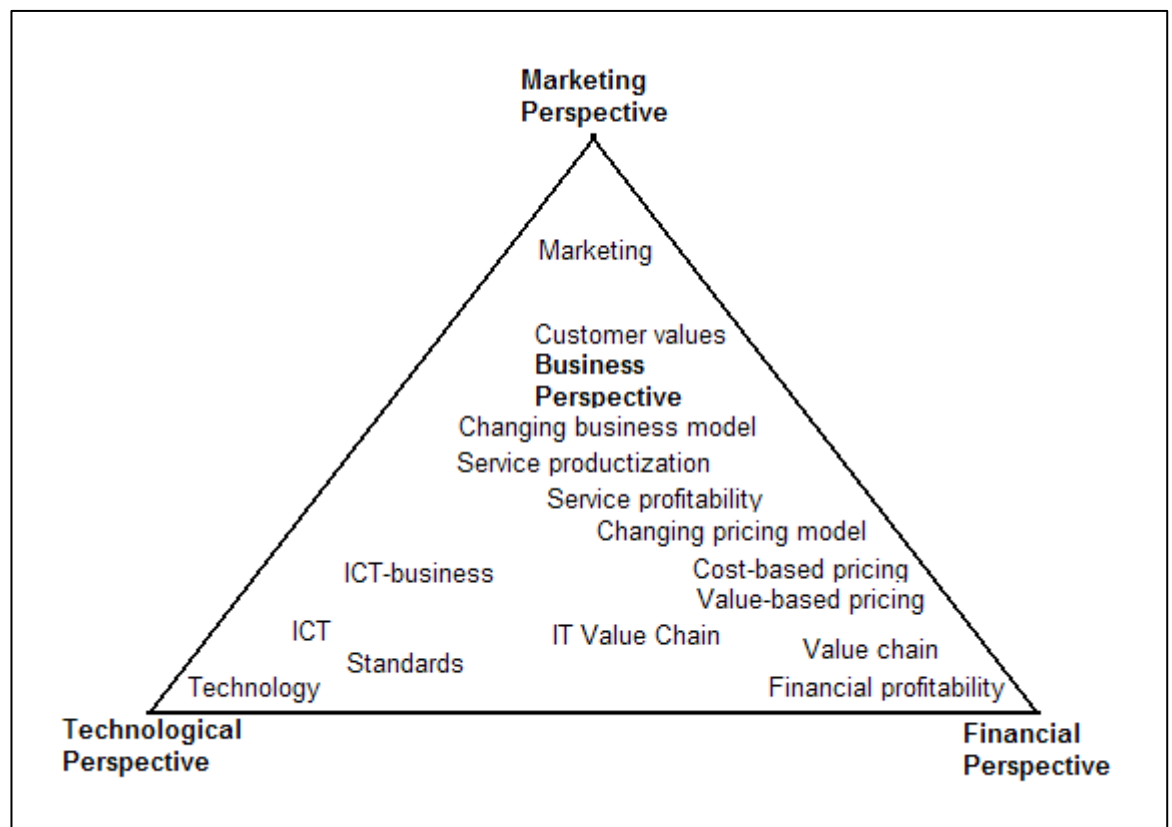 Marketing
Perspective
Marketing
Customer values
Business
Perspective
Changing business model
Service productization
Service profitability
Changing pricing model
ICT-business
Cost-based pricing
Value-based pricing
ICT
IT Value Chain
Value chain
Standards
Technology
Financial profitability
Technological
Perspective
Financial
Perspective